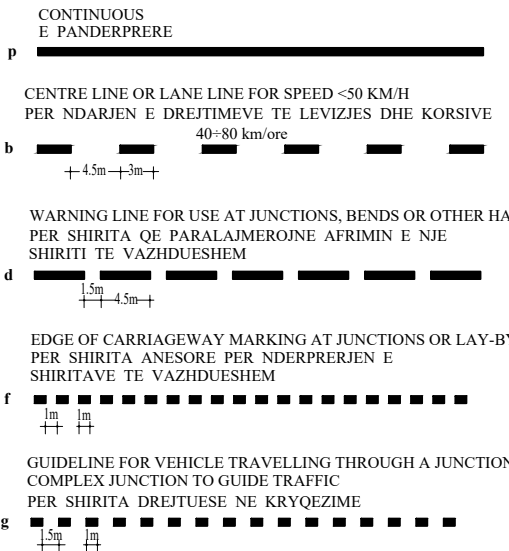 CONTINUOUS
E PANDERPRERE
p
CENTRE LINE OR LANE LINE FOR SPEED <50 KM/H
PER NDARJEN E DREJTIMEVE TE LEVIZJES DHE KORSIVE
40÷80 km/ore
b
4.5m 3m
WARNING LINE FOR USE AT JUNCTIONS, BENDS OR OTHER HA
PER SHIRITA QE PARALAJMEROJNE AFRIMIN E NJE
SHIRITI TE VAZHDUESHEM
d
1.5m
4.5m
EDGE OF CARRIAGEWAY MARKING AT JUNCTIONS OR LAY-BY
PER SHIRITA ANESORE PER NDERPRERJEN E
SHIRITAVE TE VAZHDUESHEM
f
1m 1m
GUIDELINE FOR VEHICLE TRAVELLING THROUGH A JUNCTION
COMPLEX JUNCTION TO GUIDE TRAFFIC
PER SHIRITA DREJTUESE NE KRYQEZIME
g
1.5m 1m